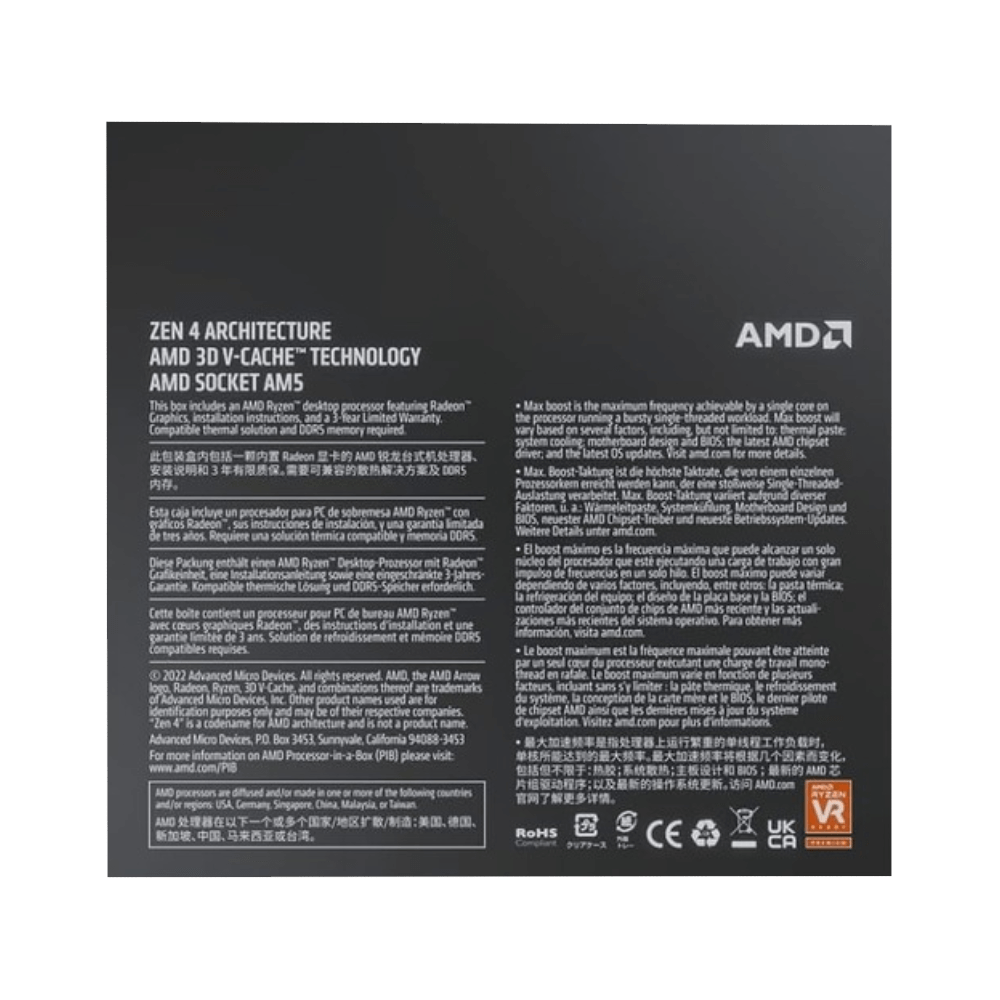 ZEN 4 ARCHITECTURE
AMD 3D V-CACHE™ TECHNOLOGY
AMD SOCKET AM5
This box includes an AMD Ryzen™ desktop processor featuring Radeon™
Graphics, installation instructions, and a 3-Year Limited Warranty.
Compatible thermal solution and DDR5 memory required.
此包装盒内包括一颗内置 Radeon 显卡的 AMD 锐龙台式机处理器、
安装说明和 3 年有限质保。需要可兼容的散热解决方案及 DDR5
内存。
Esta caja incluye un procesador para PC de sobremesa AMD Ryzen™ con
gráficos Radeon™, sus instrucciones de instalación, y una garantía limitada
de tres años. Requiere una solución térmica compatible y memoria DDR5.
Diese Packung enthält einen AMD Ryzen™ Desktop-Prozessor mit Radeon™
Grafikeinheit, eine Installationsanleitung sowie eine eingeschränkte 3-Jahres-
Garantie. Kompatible thermische Lösung und DDR5-Speicher erforderlich.
Cette boîte contient un processeur pour PC de bureau AMD Ryzen™
avec cœurs graphiques Radeon™, des instructions d'installation et une
garantie limitée de 3 ans. Solution de refroidissement et mémoire DDR5
compatibles requises.
© 2022 Advanced Micro Devices. All rights reserved. AMD, the AMD Arrow
logo, Radeon, Ryzen, 3D V-Cache, and combinations thereof are trademarks
of Advanced Micro Devices, Inc. Other product names used are for
identification purposes only and may be of their respective companies.
"Zen 4" is a codename for AMD architecture and is not a product name.
Advanced Micro Devices, P.O. Box 3453, Sunnyvale, California 94088-3453
For more information on AMD Processor-in-a-Box (PIB) please visit:
www.amd.com/PIB
AMD processors are diffused and/or made in one or more of the following countries
and/or regions: USA, Germany, Singapore, China, Malaysia, or Taiwan.
AMD 处理器在以下一个或多个国家/地区扩散/制造:美国、德国、
新加坡、中国、马来西亚或台湾。
AMD
• Max boost is the maximum frequency achievable by a single core on
the processor running a bursty single-threaded workload. Max boost will
vary based on several factors, including, but not limited to: thermal paste;
system cooling; motherboard design and BIOS; the latest AMD chipset
driver; and the latest OS updates. Visit amd.com for more details.
• Max. Boost-Taktung ist die höchste Taktrate, die von einem einzelnen
Prozessorkern erreicht werden kann, der eine stoßweise Single-Threaded-
Auslastung verarbeitet. Max. Boost-Taktung variiert aufgrund diverser
Faktoren, u. a.: Wärmeleitpaste, Systemkühlung, Motherboard Design und
BIOS, neuester AMD Chipset-Treiber und neueste Betriebssystem-Updates.
Weitere Details unter amd.com.
• El boost máximo es la frecuencia máxima que puede alcanzar un solo
núcleo del procesador que esté ejecutando una carga de trabajo con gran
impulso de frecuencias en un solo hilo. El boost máximo puede variar
dependiendo de varios factores, incluyendo, entre otros: la pasta térmica;
la refrigeración del equipo; el diseño de la placa base y la BIOS; el
controlador del conjunto de chips de AMD más reciente y las actuali-
zaciones más recientes del sistema operativo. Para obtener más
información, visita amd.com.
• Le boost maximum est la fréquence maximale pouvant être atteinte
par un seul cœur du processeur exécutant une charge de travail mono-
thread en rafale. Le boost maximum varie en fonction de plusieurs
facteurs, incluant sans s'y limiter : la pâte thermique, le refroidissement
du système, la conception de la carte mère et le BIOS, le dernier pilote
de chipset AMD ainsi que les dernières mises à jour du système
d'exploitation. Visitez amd.com pour plus d'informations.
• 最大加速频率是指处理器上运行繁重的单线程工作负载时,
单核所能达到的最大频率。最大加速频率将根据几个因素而变化,
包括但不限于:热胶;系统散热;主板设计和 BIOS;最新的 AMD 芯
片组驱动程序;以及最新的操作系统更新。访问 AMD.com
官网了解更多详情。
RoHS
Compliant
プラ
クリアケース
紙
外箱
トレー
CE
UK
CA
AMD
RYZEN
VR
READY
PREMIUM